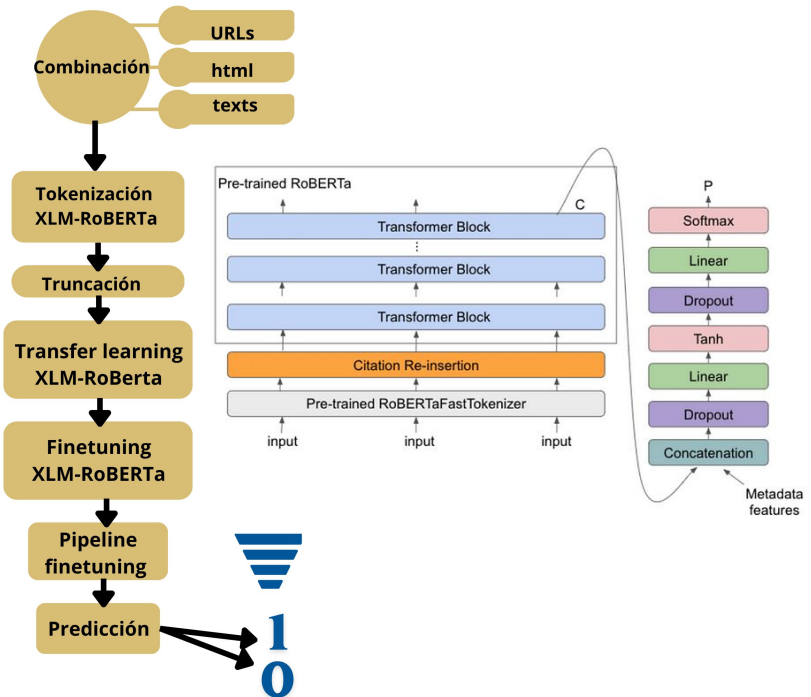 Combinación
URLs
html
texts
Tokenización
XLM-RoBERTa
Truncación
Transfer learning
XLM-RoBerta
Finetuning
XLM-RoBERTa
Pipeline
finetuning
Predicción
1
0
Pre-trained RoBERTa
C
Transformer Block
Transformer Block
Transformer Block
Citation Re-insertion
Pre-trained RoBERTaFastTokenizer
input
input
input
P
Softmax
Linear
Dropout
Tanh
Linear
Dropout
Concatenation
Metadata
features